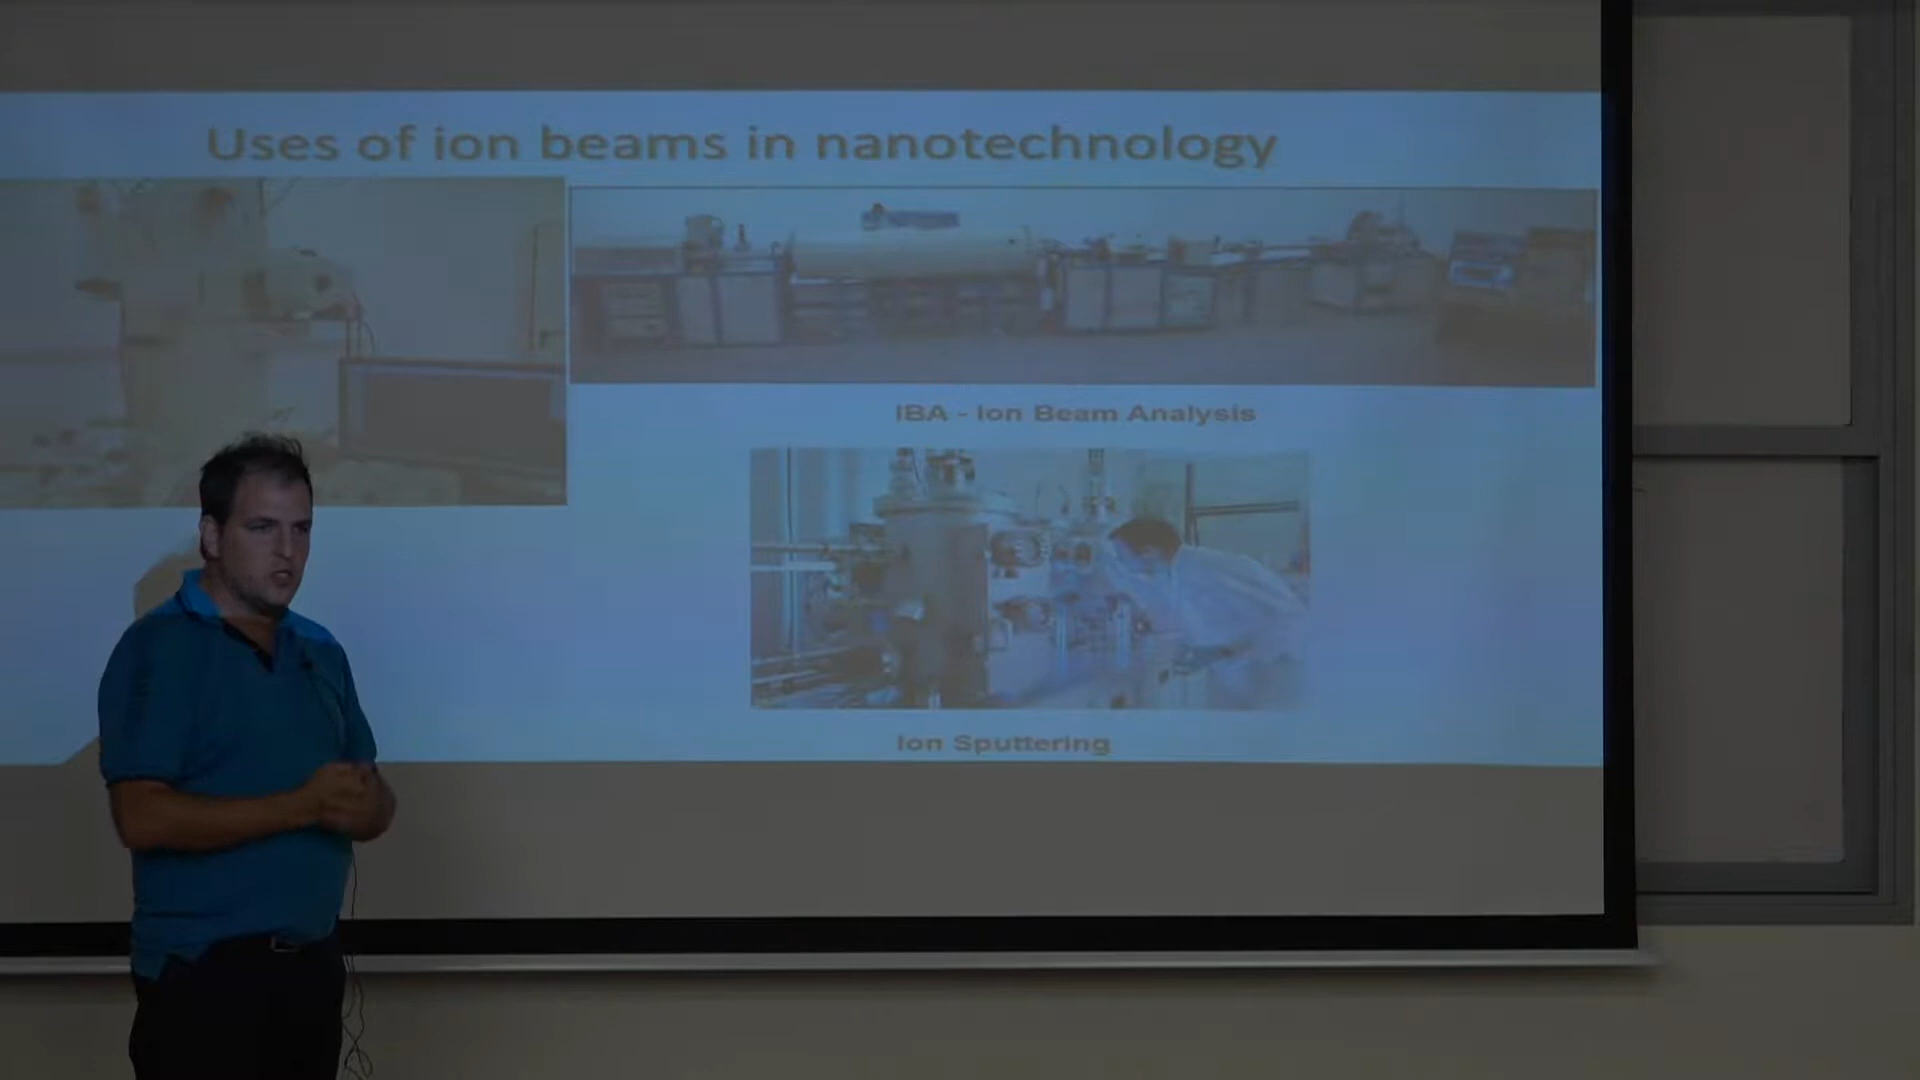 Uses of ion beams in nanotechnology
IBA - Ion Beam Analysis
Ion Sputtering